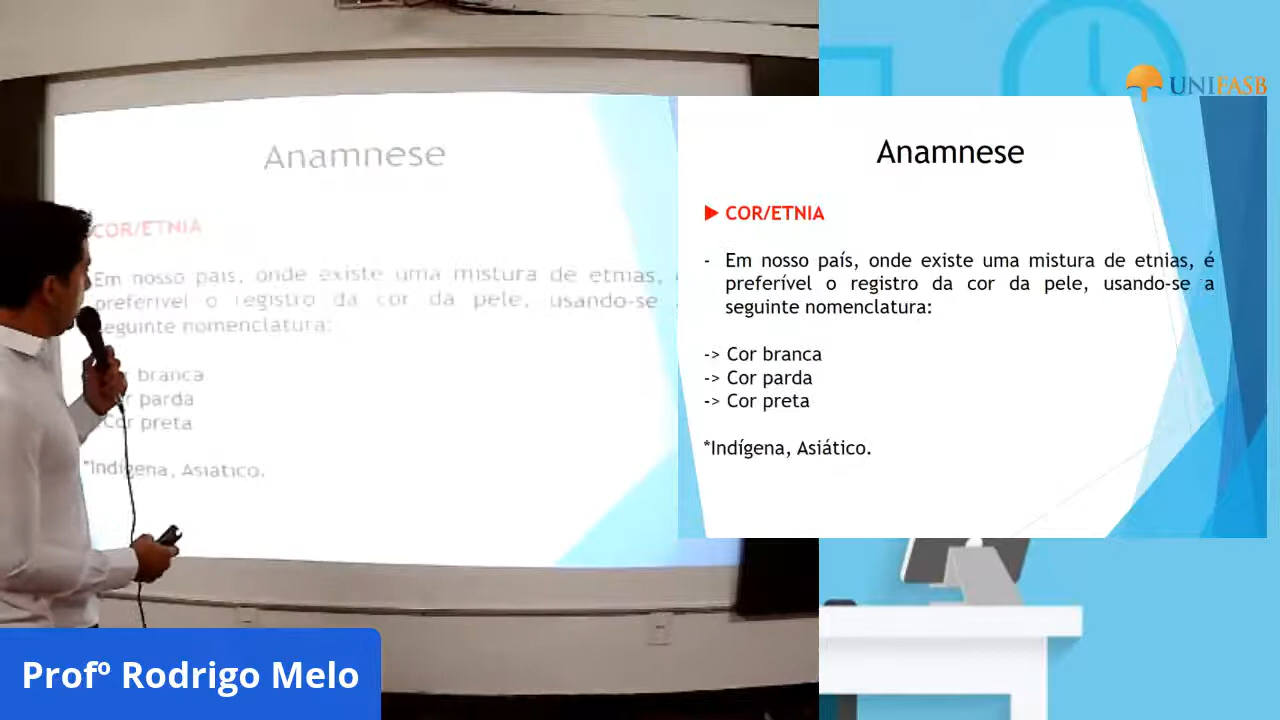 UNIFASB
Anamnese
COR/ETNIA
Em nosso país, onde existe uma mistura de etnias, é
preferível o registro da cor da pele, usando-se a
seguinte nomenclatura:
branca
parda
Cor preta
*Indígena, Asiático.
Anamnese
COR/ETNIA
- Em nosso país, onde existe uma mistura de etnias, é
preferível o registro da cor da pele, usando-se a
seguinte nomenclatura:
-> Cor branca
-> Cor parda
-> Cor preta
*Indígena, Asiático.
Profº Rodrigo Melo